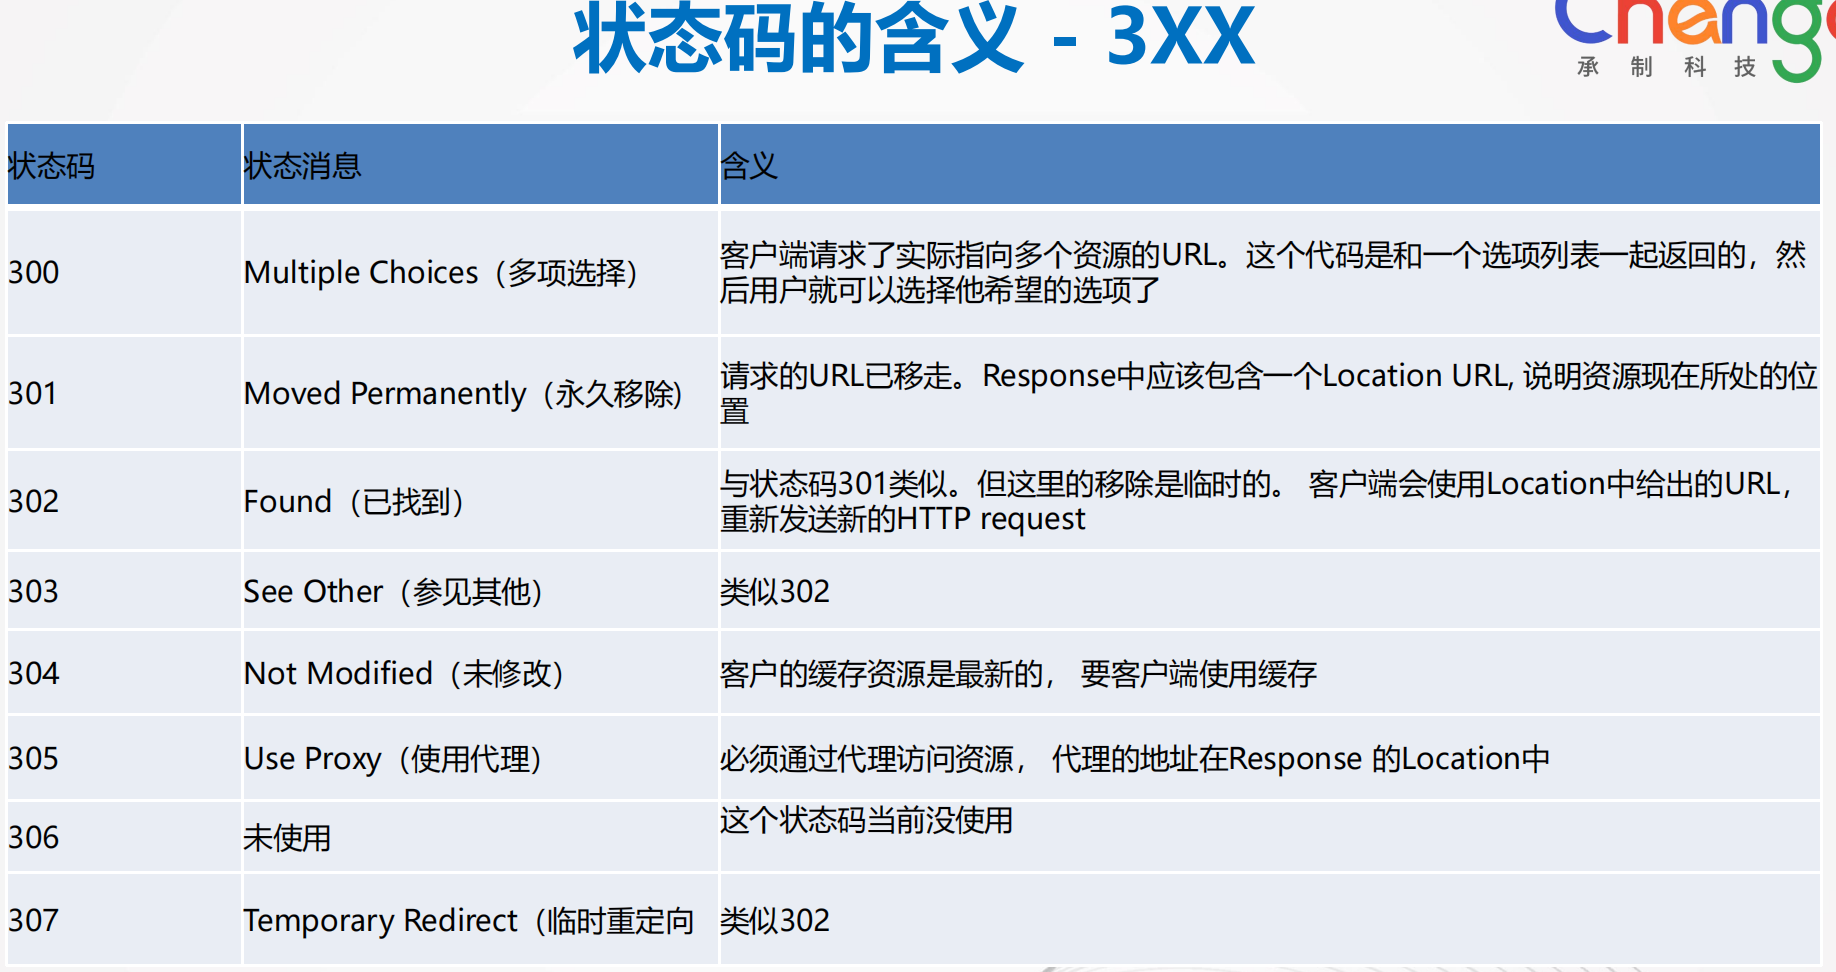 状态码的含义 - 3XX
承制科技
状态码
状态消息
含义
300
Multiple Choices（多项选择）
客户端请求了实际指向多个资源的URL。这个代码是和一个选项列表一起返回的，然
后用户就可以选择他希望的选项了
301
Moved Permanently（永久移除)
请求的URL已移走。Response中应该包含一个Location URL, 说明资源现在所处的位
置
302
Found（已找到）
与状态码301类似。但这里的移除是临时的。 客户端会使用Location中给出的URL，
重新发送新的HTTP request
303
See Other（参见其他）
类似302
304
Not Modified（未修改）
客户的缓存资源是最新的， 要客户端使用缓存
305
Use Proxy（使用代理）
必须通过代理访问资源， 代理的地址在Response 的Location中
306
未使用
这个状态码当前没使用
307
Temporary Redirect（临时重定向
类似302